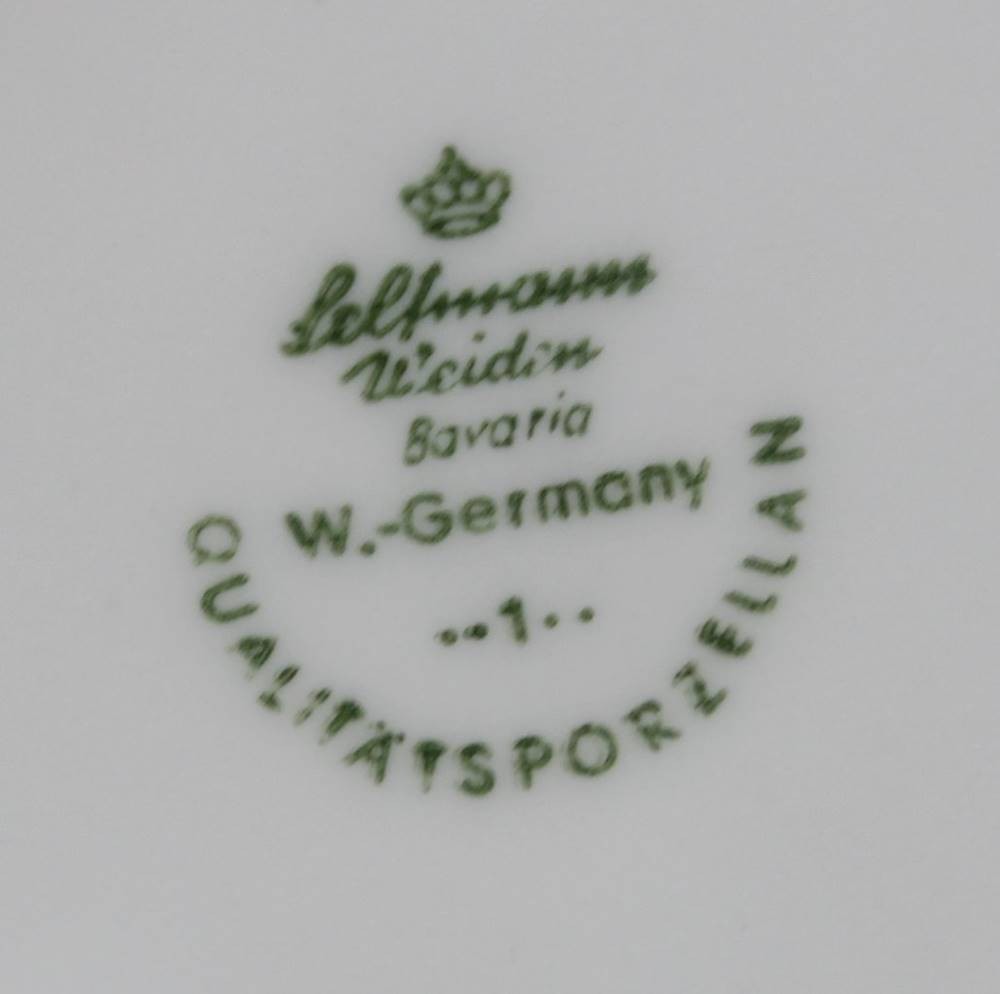 Seltmann
Weiden
Bavaria
W.-Germany
..1..
QUALITÄTSPORZELLAN